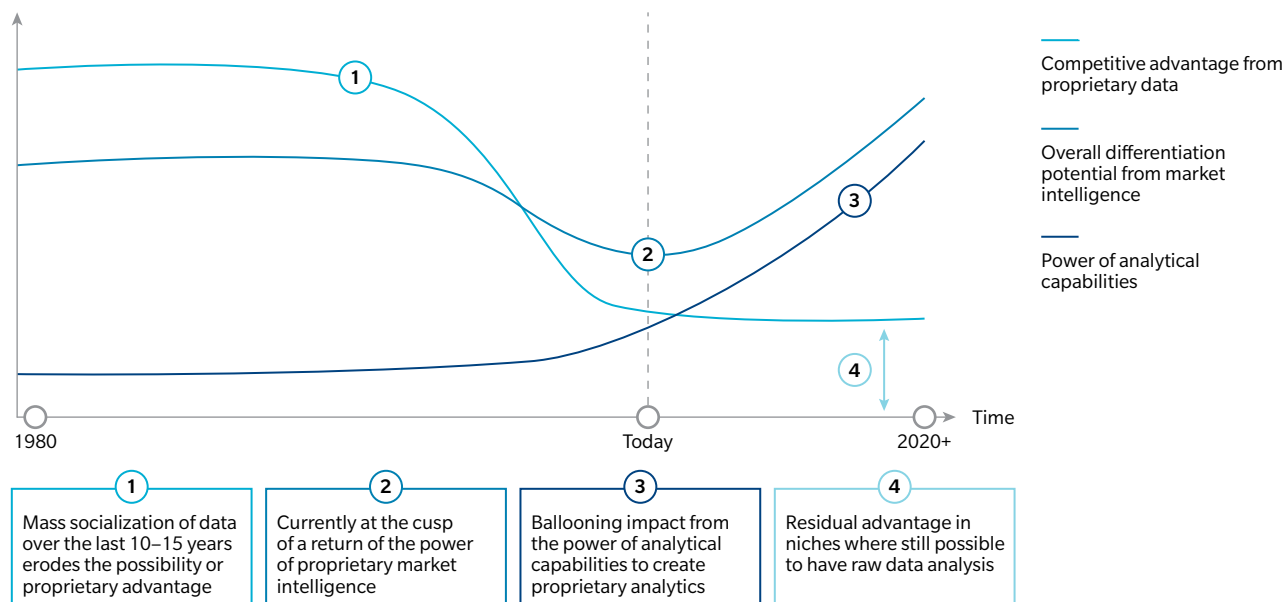 1
Competitive advantage from
proprietary data
Overall differentiation
potential from market
intelligence
3
2
Power of analytical
capabilities
4
Time
1980
Today
2020+
1
Mass socialization of data
over the last 10–15 years
erodes the possibility or
proprietary advantage
2
Currently at the cusp
of a return of the power
of proprietary market
intelligence
3
Ballooning impact from
the power of analytical
capabilities to create
proprietary analytics
4
Residual advantage in
niches where still possible
to have raw data analysis